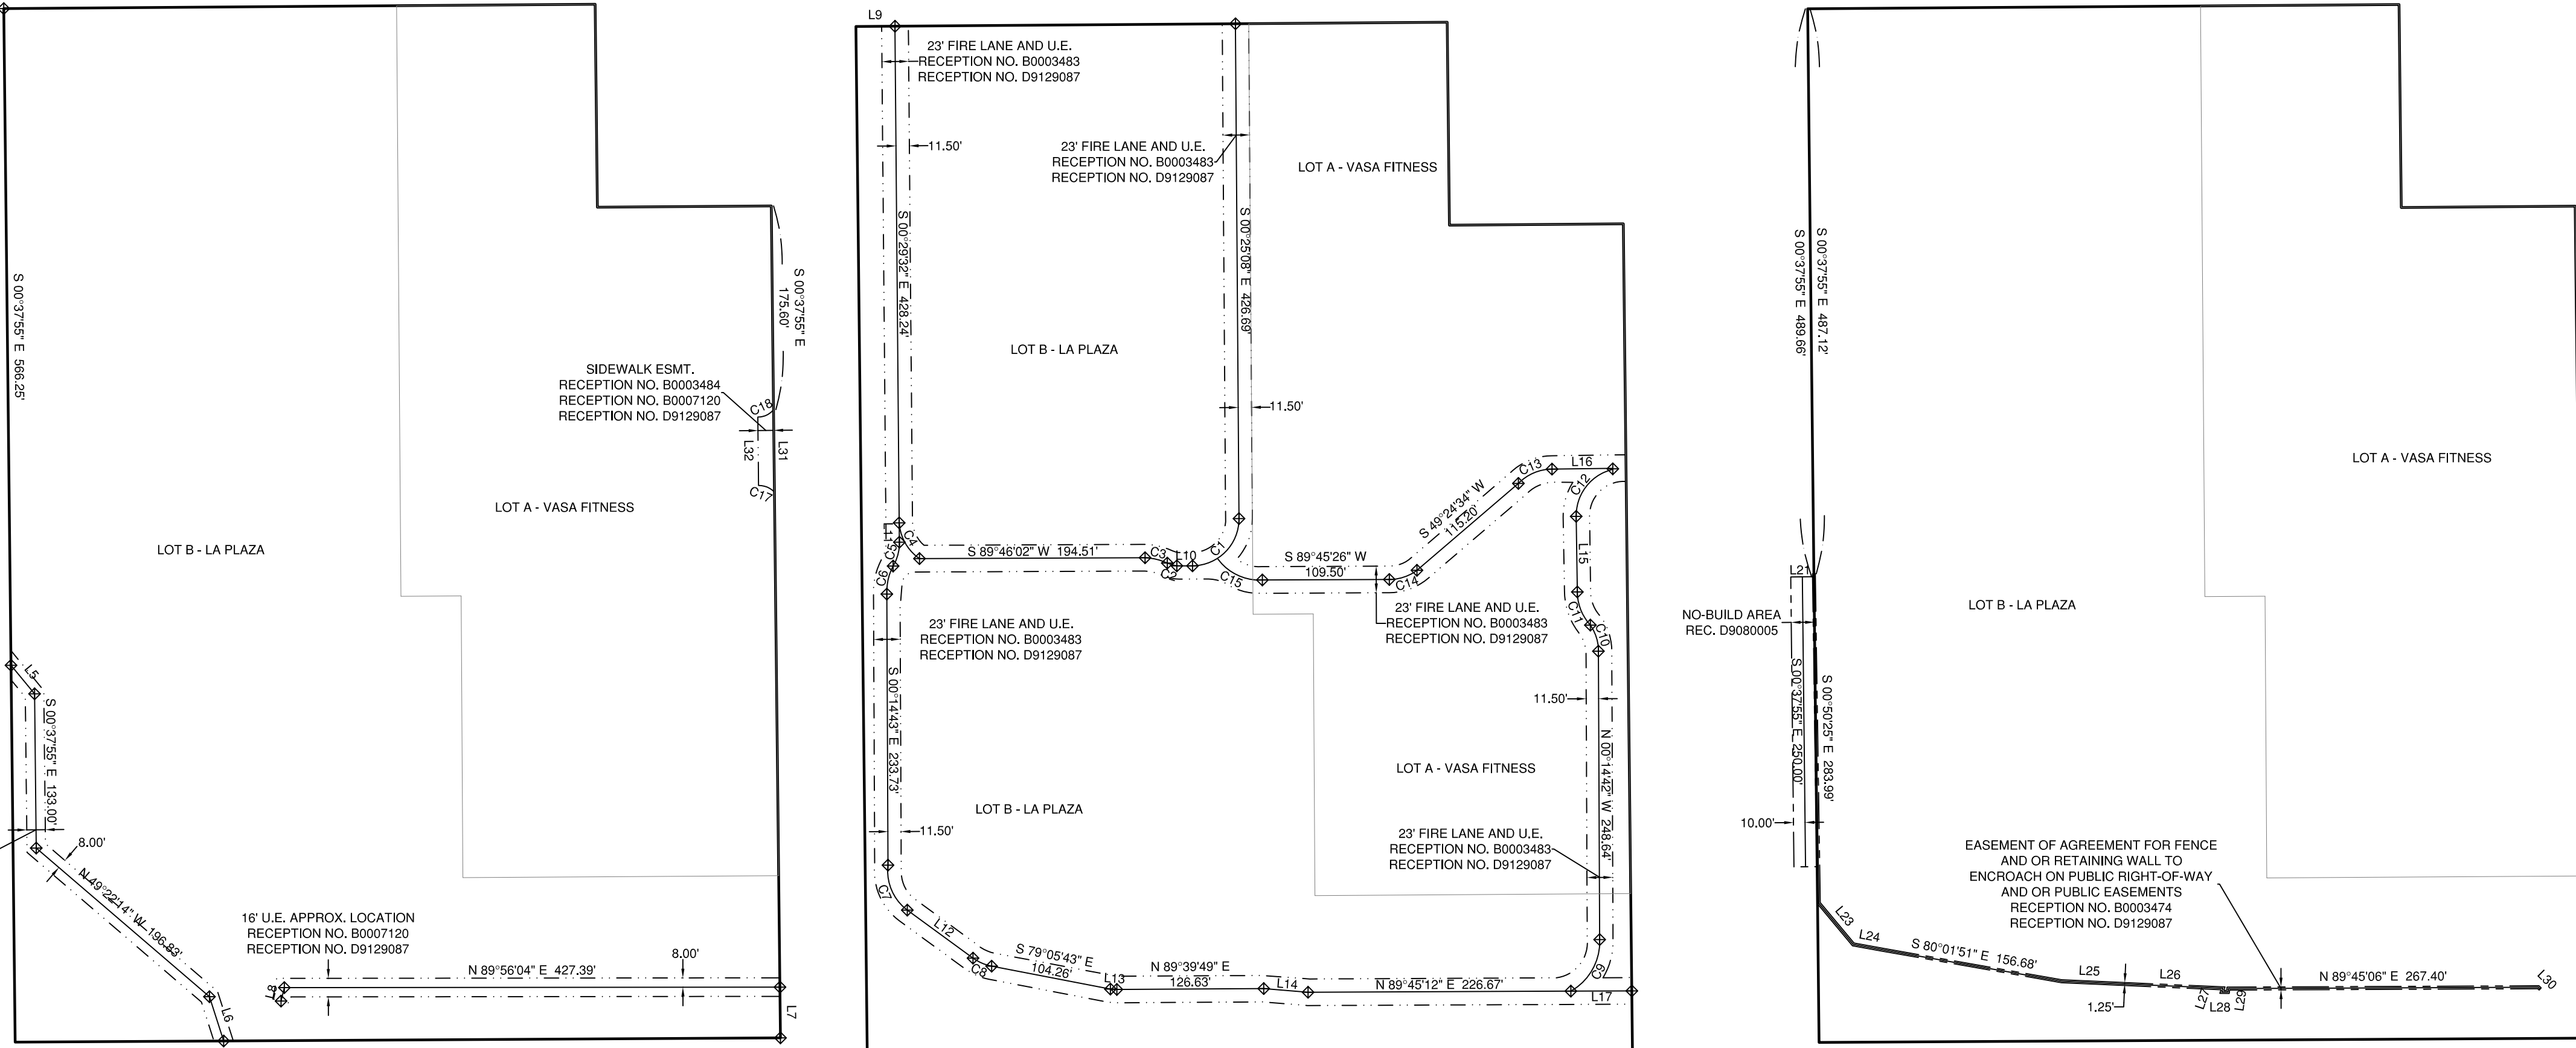 S 00°37'55" E 566.25'
S 00°37'55" E
175.60'
SIDEWALK ESMT.
RECEPTION NO. B0003484
RECEPTION NO. B0007120
RECEPTION NO. D9129087
C18
L32
L31
C17
LOT A - VASA FITNESS
LOT B - LA PLAZA
L5
S 00°37'55" E 133.00'
8.00'
N 49°22'14" W 196.83'
16' U.E. APPROX. LOCATION
RECEPTION NO. B0007120
RECEPTION NO. D9129087
N 89°56'04" E 427.39'
8.00'
L8
L6
L7
L9
23' FIRE LANE AND U.E.
RECEPTION NO. B0003483
RECEPTION NO. D9129087
11.50'
23' FIRE LANE AND U.E.
RECEPTION NO. B0003483
RECEPTION NO. D9129087
LOT A - VASA FITNESS
S 00°29'32" E 428.24'
S 00°25'08" E 426.69'
LOT B - LA PLAZA
11.50'
L11
C4
C5
C6
S 89°46'02" W 194.51'
C3
C2
L10
C1
C15
S 89°45'26" W
109.50'
C14
S 49°24'34" W
115.20'
C13
L16
C12
L15
C11
C10
23' FIRE LANE AND U.E.
RECEPTION NO. B0003483
RECEPTION NO. D9129087
23' FIRE LANE AND U.E.
RECEPTION NO. B0003483
RECEPTION NO. D9129087
S 00°14'43" E 233.73'
11.50'
N 00°14'42" W 248.64'
LOT A - VASA FITNESS
LOT B - LA PLAZA
11.50'
23' FIRE LANE AND U.E.
RECEPTION NO. B0003483
RECEPTION NO. D9129087
C7
L12
C8
S 79°05'43" E
104.26'
L13
N 89°39'49" E
126.63'
L14
N 89°45'12" E 226.67'
C9
L17
S 00°37'55" E 489.66'
S 00°37'55" E 487.12'
LOT A - VASA FITNESS
L21
NO-BUILD AREA
REC. D9080005
LOT B - LA PLAZA
S 00°37'55" E 250.00'
S 00°50'25" E 283.99'
10.00'
EASEMENT OF AGREEMENT FOR FENCE
AND OR RETAINING WALL TO
ENCROACH ON PUBLIC RIGHT-OF-WAY
AND OR PUBLIC EASEMENTS
RECEPTION NO. B0003474
RECEPTION NO. D9129087
L23
L24
S 80°01'51" E 156.68'
L25
L26
1.25'
L27
L28
L29
N 89°45'06" E 267.40'
L30